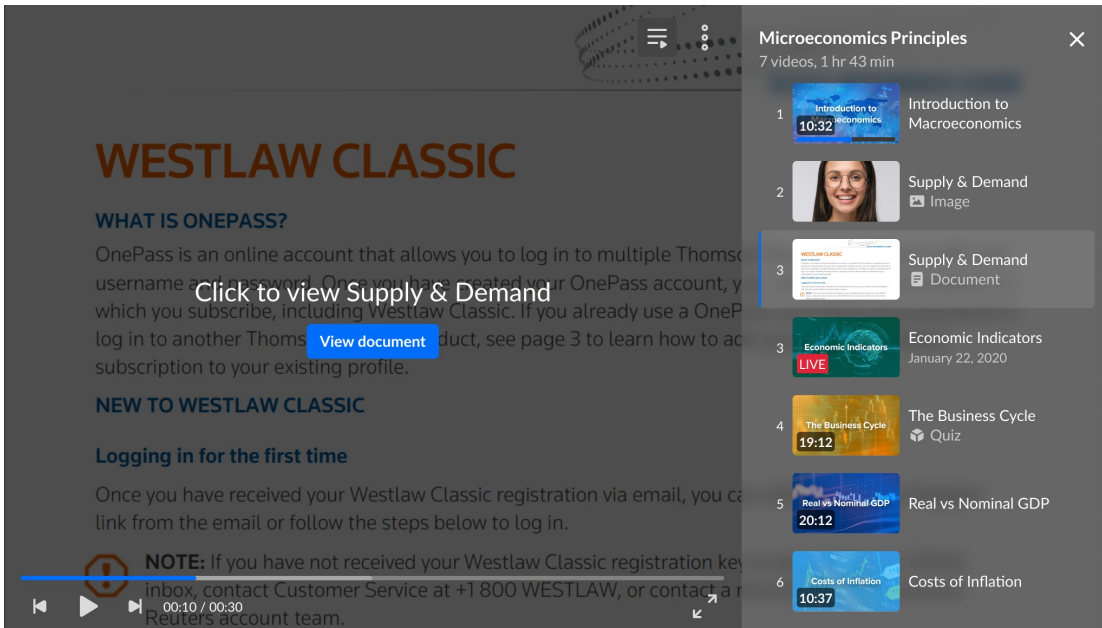 WESTLAW CLASSIC
WHAT IS ONEPASS?
OnePass is an online account that allows you to log in to multiple
username a password. Once you have created your OnePass account,
Click to view Supply & Demand
which you subscribe, including Westlaw Classic. If you already use a
log in to another
View document
duct, see page 3 to learn how to
subscription to your existing profile.
NEW TO WESTLAW CLASSIC
Logging in for the first time
Once you have received your Westlaw Classic registration via email, you
link from the email or follow the steps below to log in.
NOTE: If you have not received your Westlaw Classic registration key
inbox, contact Customer Service at +1 800 WESTLAW, or contact a
Reuters account team.
00:10 / 00:30
Microeconomics Principles
7 videos, 1 hr 43 min
1
Introduction to
10:32
Introduction to
Macroeconomics
2
Supply & Demand
Image
3
WESTLAW CLASSIC
Supply & Demand
Document
3
Economic Indicators
LIVE
Economic Indicators
January 22, 2020
4
The Business Cycle
19:12
The Business Cycle
Quiz
5
Real vs Nominal GDP
20:12
Real vs Nominal GDP
6
Costs of Inflation
10:37
Costs of Inflation